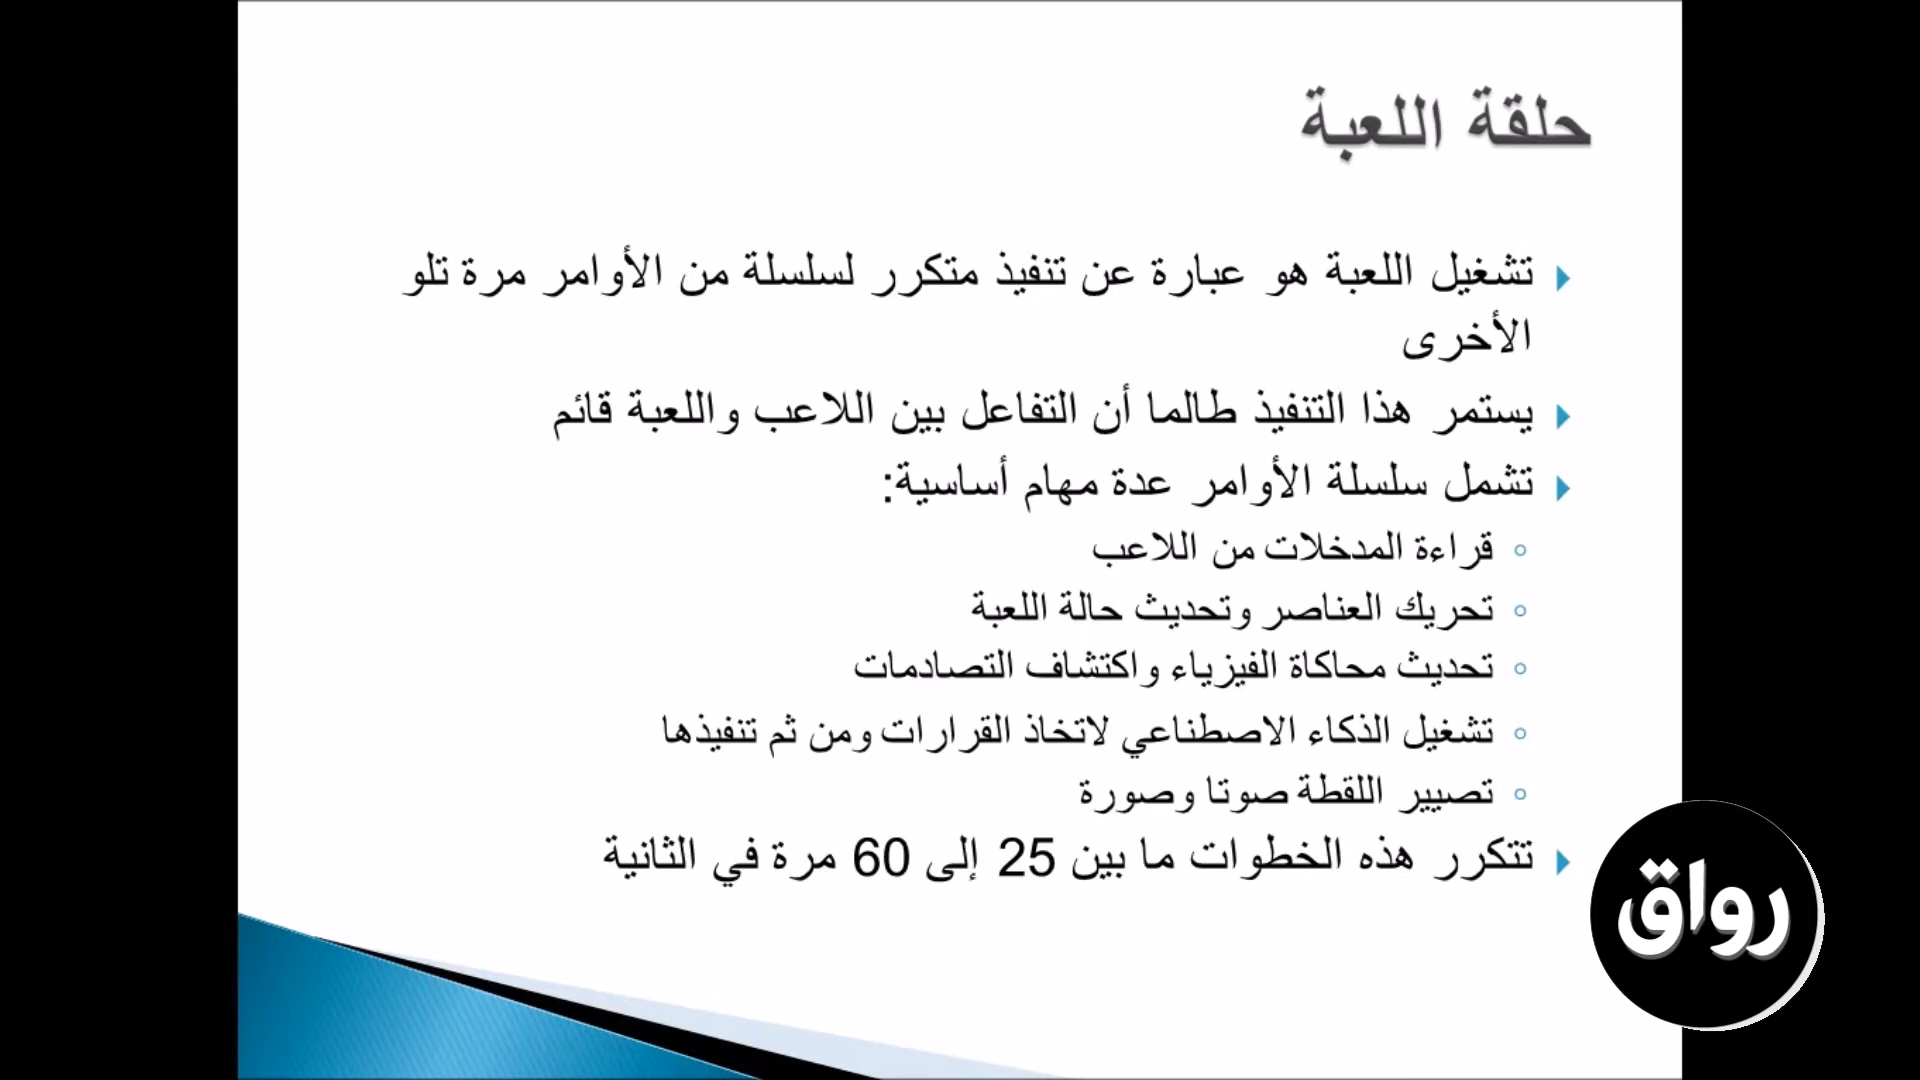 حلقة اللعبة
تشغيل اللعبة هو عبارة عن تنفيذ متكرر لسلسلة من الأوامر مرة تلو
الأخرى
يستمر هذا التنفيذ طالما أن التفاعل بين اللاعب واللعبة قائم
تشمل سلسلة الأوامر عدة مهام أساسية:
قراءة المدخلات من اللاعب
تحريك العناصر وتحديث حالة اللعبة
تحديث محاكاة الفيزياء واكتشاف التصادمات
تشغيل الذكاء الاصطناعي لاتخاذ القرارات ومن ثم تنفيذها
تصيير اللقطة صوتا وصورة
تتكرر هذه الخطوات ما بين 25 إلى 60 مرة في الثانية
رواق